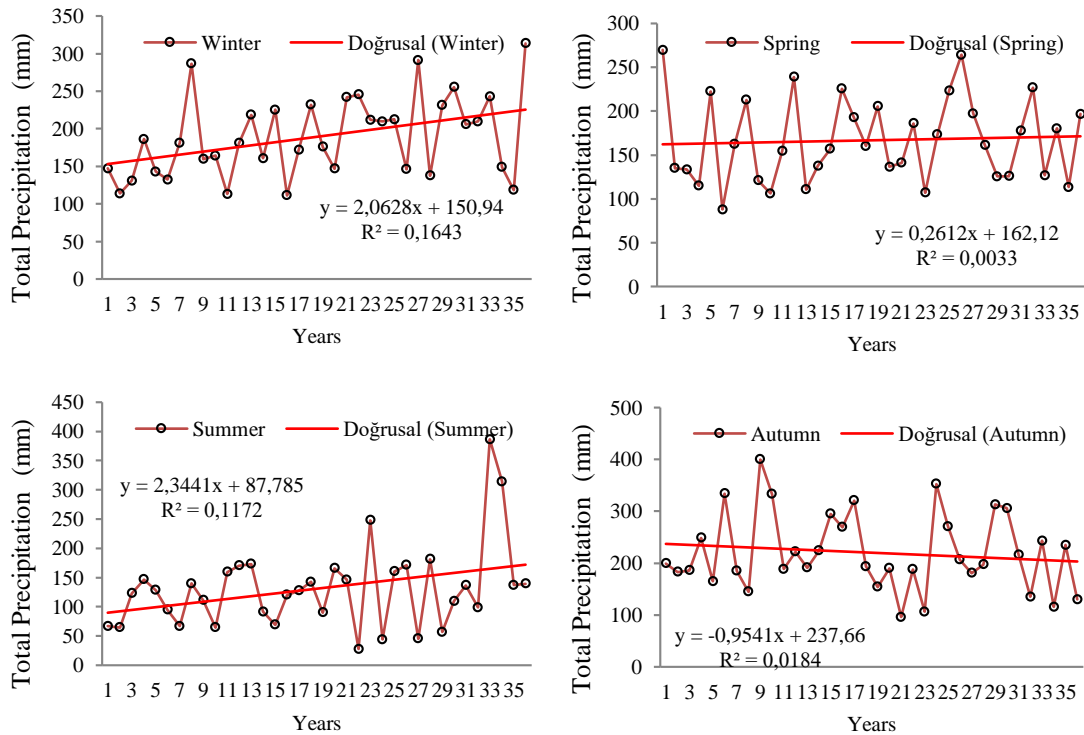 Total Precipitation (mm)
350
300
250
200
150
100
50
0
Winter
Doğrusal (Winter)
y = 2,0628x + 150,94
R² = 0,1643
1 3 5 7 9 11 13 15 17 19 21 23 25 27 29 31 33 35
Years
Total Precipitation (mm)
300
250
200
150
100
50
0
Spring
Doğrusal (Spring)
y = 0,2612x + 162,12
R² = 0,0033
1 3 5 7 9 11 13 15 17 19 21 23 25 27 29 31 33 35
Years
Total Precipitation (mm)
450
400
350
300
250
200
150
100
50
0
Summer
Doğrusal (Summer)
y = 2,3441x + 87,785
R² = 0,1172
1 3 5 7 9 11 13 15 17 19 21 23 25 27 29 31 33 35
Years
Total Precipitation (mm)
500
400
300
200
100
0
Autumn
Doğrusal (Autumn)
y = -0,9541x + 237,66
R² = 0,0184
1 3 5 7 9 11 13 15 17 19 21 23 25 27 29 31 33 35
Years